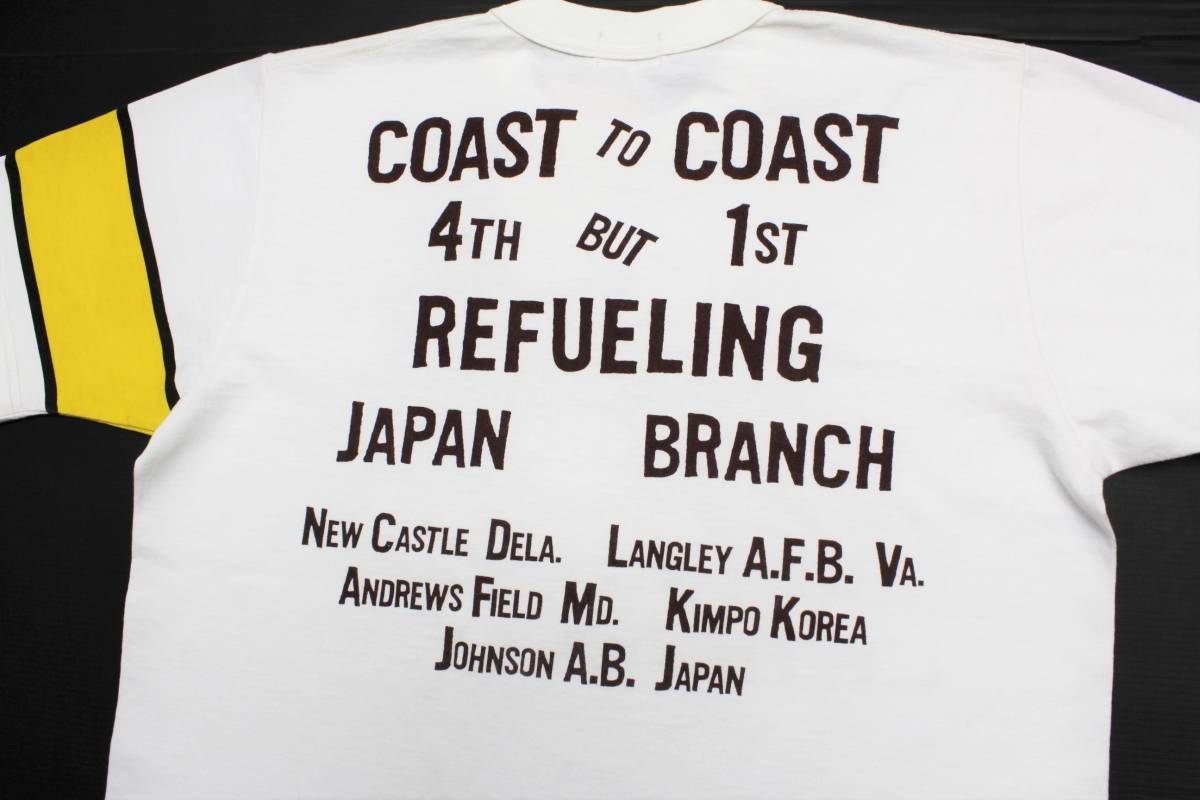 COAST TO COAST
4TH BUT 1ST
REFUELING
JAPAN BRANCH
NEW CASTLE DELA. LANGLEY A.F.B. VA.
ANDREWS FIELD MD. KIMPO KOREA
JOHNSON A.B. JAPAN